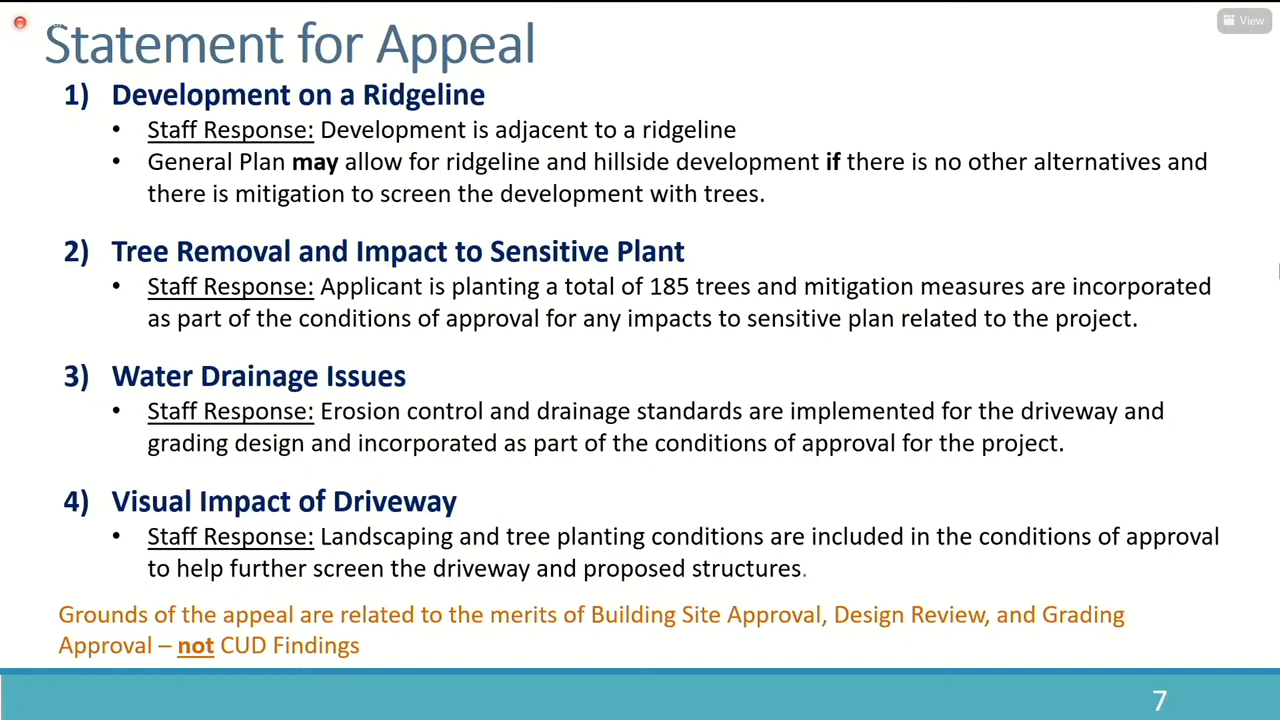 View
Statement for Appeal
1) Development on a Ridgeline
• Staff Response: Development is adjacent to a ridgeline
• General Plan may allow for ridgeline and hillside development if there is no other alternatives and
there is mitigation to screen the development with trees.
2) Tree Removal and Impact to Sensitive Plant
• Staff Response: Applicant is planting a total of 185 trees and mitigation measures are incorporated
as part of the conditions of approval for any impacts to sensitive plan related to the project.
3) Water Drainage Issues
• Staff Response: Erosion control and drainage standards are implemented for the driveway and
grading design and incorporated as part of the conditions of approval for the project.
4) Visual Impact of Driveway
• Staff Response: Landscaping and tree planting conditions are included in the conditions of approval
to help further screen the driveway and proposed structures.
Grounds of the appeal are related to the merits of Building Site Approval, Design Review, and Grading
Approval – not CUD Findings
7